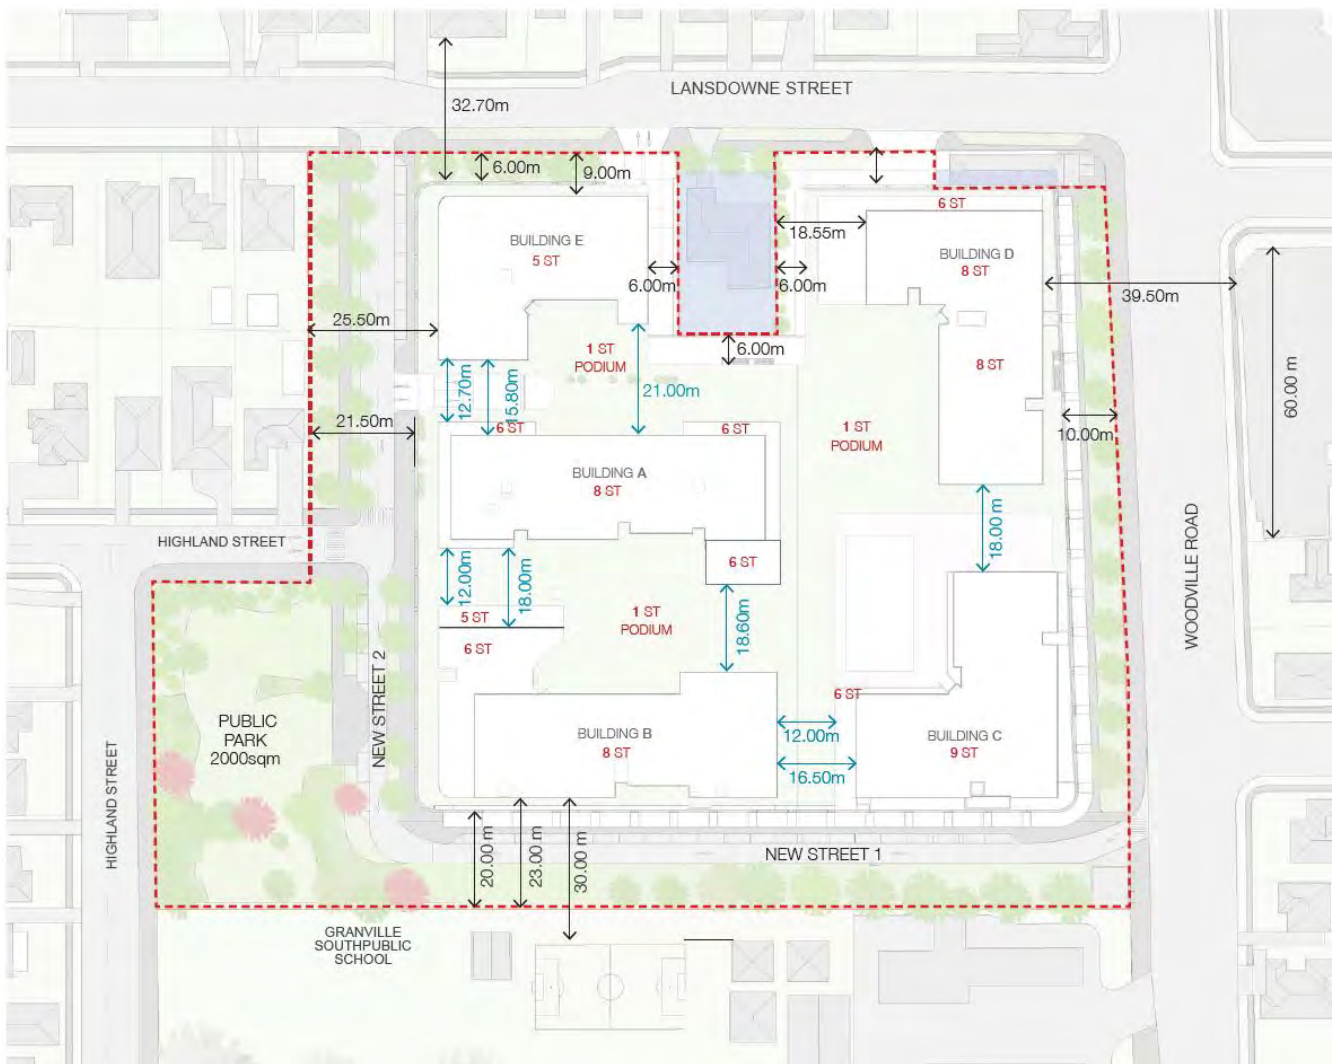 LANSDOWNE STREET
32.70m
6.00m
9.00m
6 ST
18.55m
BUILDING E
5 ST
BUILDING D
8 ST
6.00m
6.00m
39.50m
25.50m
6.00m
1 ST
PODIUM
8 ST
12.70m
15.80m
21.00m
60.00 m
21.50m
6 ST
6 ST
1 ST
PODIUM
10.00m
BUILDING A
8 ST
HIGHLAND STREET
18.00 m
WOODVILLE ROAD
12.00m
18.00m
6 ST
5 ST
1 ST
PODIUM
18.60m
6 ST
NEW STREET 2
6 ST
PUBLIC
PARK
2000sqm
BUILDING B
8 ST
12.00m
16.50m
BUILDING C
9 ST
HIGHLAND STREET
20.00 m
23.00 m
30.00 m
NEW STREET 1
GRANVILLE
SOUTHPUBLIC
SCHOOL